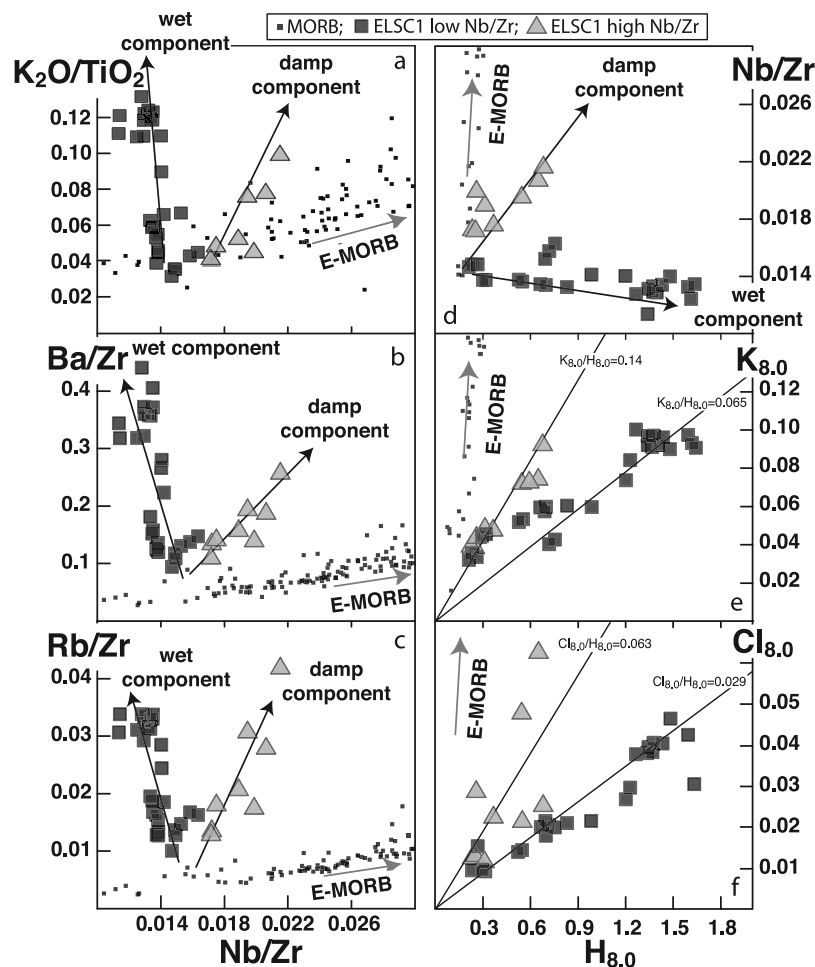 MORB; ELSC1 low Nb/Zr; ELSC1 high Nb/Zr
wet
component
K₂O/TiO₂
a
damp
component
0.12
0.10
0.08
0.06
0.04
0.02
E-MORB
Ba/Zr
wet component
b
damp
component
0.4
0.3
0.2
0.1
E-MORB
Rb/Zr
wet
component
c
damp
component
0.04
0.03
0.02
0.01
E-MORB
0.014
0.018
0.022
0.026
Nb/Zr
Nb/Zr
damp
component
E-MORB
0.026
0.022
0.018
0.014
d
wet
component
K₈.₀/H₈.₀=0.14
K₈.₀
K₈.₀/H₈.₀=0.065
E-MORB
0.12
0.10
0.08
0.06
0.04
0.02
e
Cl₈.₀/H₈.₀=0.063
Cl₈.₀
Cl₈.₀/H₈.₀=0.029
E-MORB
0.05
0.04
0.03
0.02
0.01
f
0.3
0.6
0.9
1.2
1.5
1.8
H₈.₀